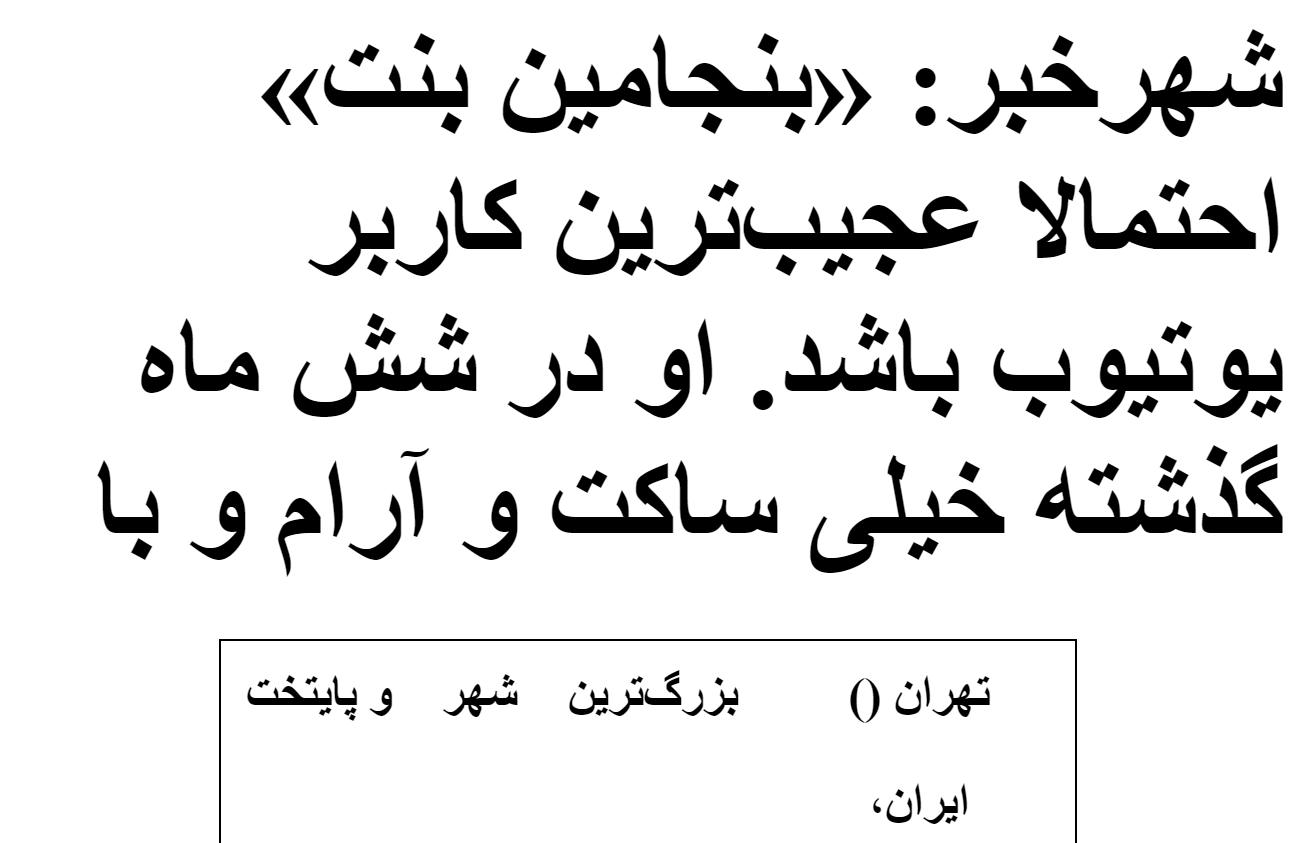 شهرخبر: «بنجامین بنت»
احتمالا عجیب‌ترین کاربر
یوتیوب باشد. او در شش ماه
گذشته خیلی ساکت و آرام و با
تهران () بزرگ‌ترین شهر و پایتخت
ایران،